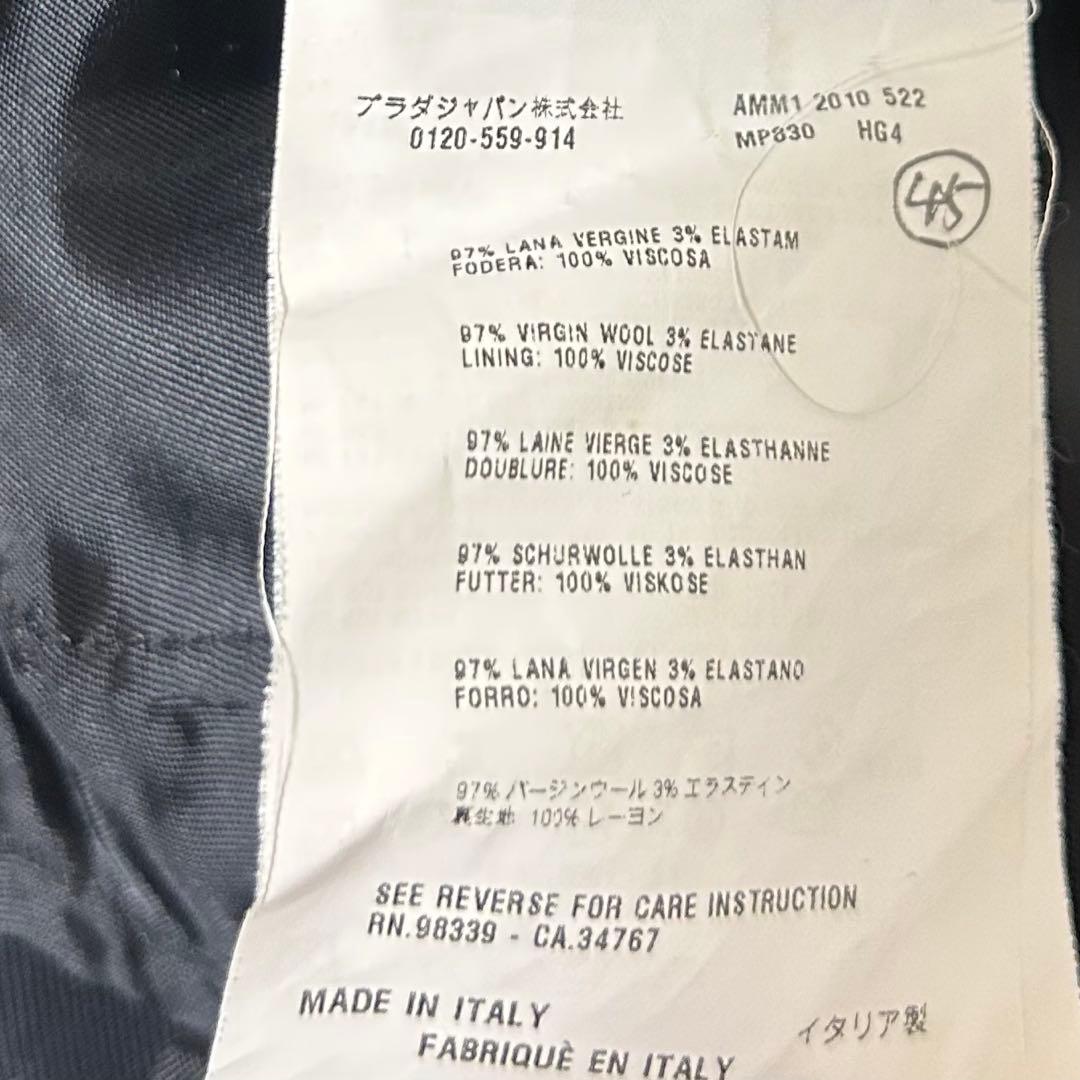 プラダジャパン株式会社
0120-559-914
AMM1 2010 522
MP830 HG4
45
97% LANA VERGINE 3% ELASTAM
FODERA: 100% VISCOSA
97% VIRGIN WOOL 3% ELASTANE
LINING: 100% VISCOSE
97% LAINE VIERGE 3% ELASTHANNE
DOUBLURE: 100% VISCOSE
97% SCHURWOLLE 3% ELASTHAN
FUTTER: 100% VISKOSE
97% LANA VIRGEN 3% ELASTANO
FORRO: 100% VISCOSA
97% バージンウール 3% エラステイン
裏生地 100% レーヨン
SEE REVERSE FOR CARE INSTRUCTION
RN.98339 - CA.34767
MADE IN ITALY
イタリア製
FABRIQUÈ EN ITALY